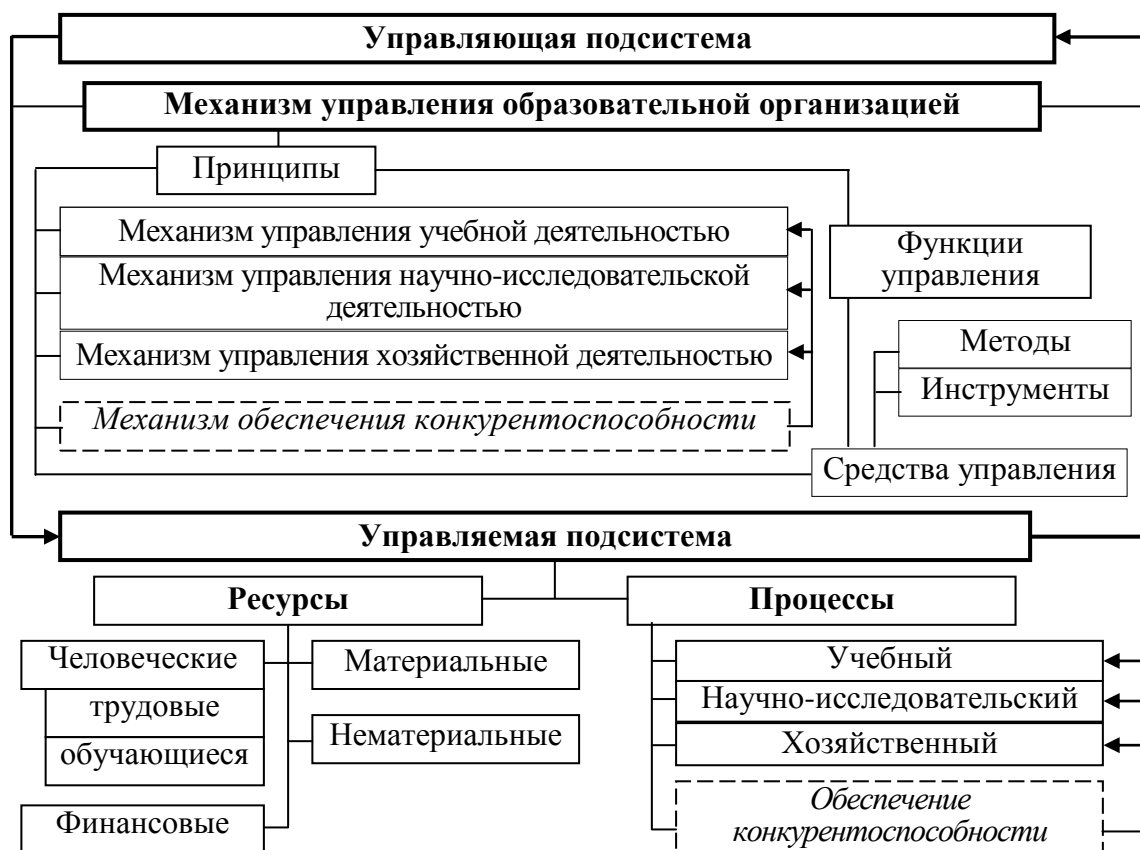 Управляющая подсистема
Механизм управления образовательной организацией
Принципы
Механизм управления учебной деятельностью
Механизм управления научно-исследовательской
деятельностью
Механизм управления хозяйственной деятельностью
Механизм обеспечения конкурентоспособности
Функции
управления
Методы
Инструменты
Средства управления
Управляемая подсистема
Ресурсы
Человеческие
трудовые
обучающиеся
Финансовые
Материальные
Нематериальные
Процессы
Учебный
Научно-исследовательский
Хозяйственный
Обеспечение
конкурентоспособности